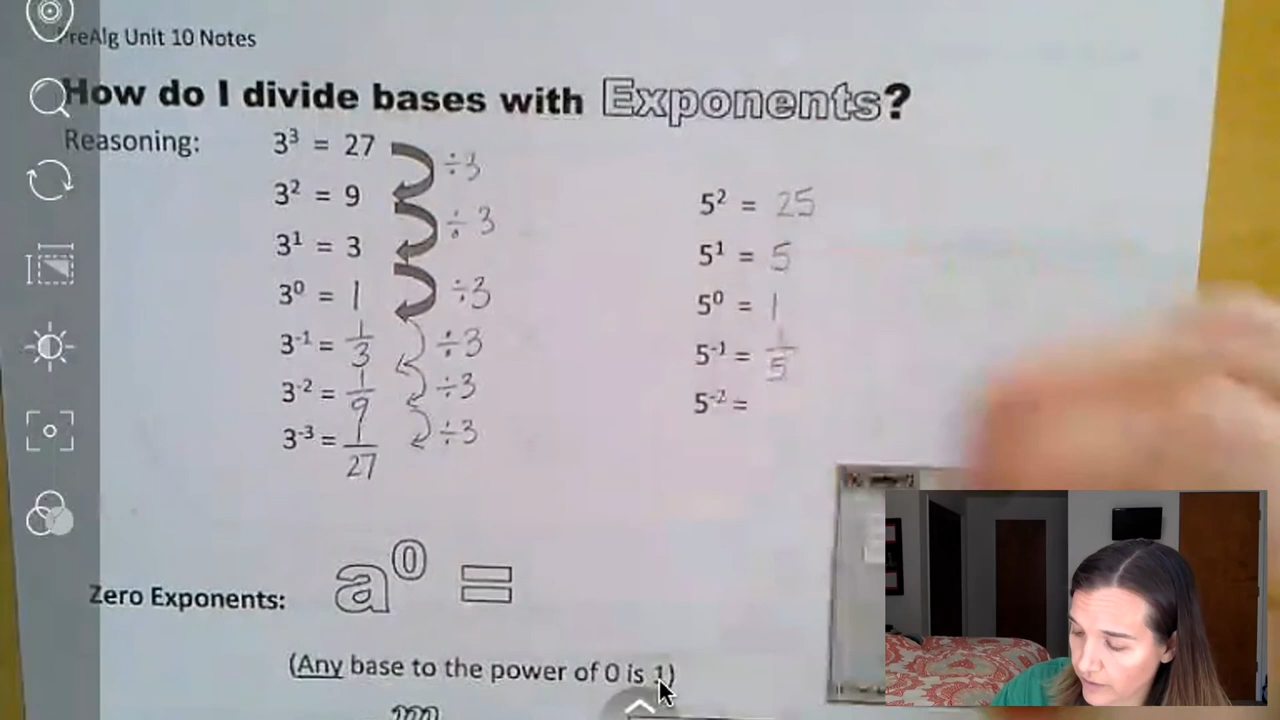 PreAlg Unit 10 Notes
How do I divide bases with Exponents?
Reasoning:
3³ = 27 ÷3
3² = 9 ÷3
3¹ = 3 ÷3
3⁰ = 1 ÷3
3⁻¹ = 1/3 ÷3
3⁻² = 1/9 ÷3
3⁻³ = 1/27
5² = 25
5¹ = 5
5⁰ = 1
5⁻¹ = 1/5
5⁻² =
Zero Exponents: a⁰ =
(Any base to the power of 0 is 1)
m